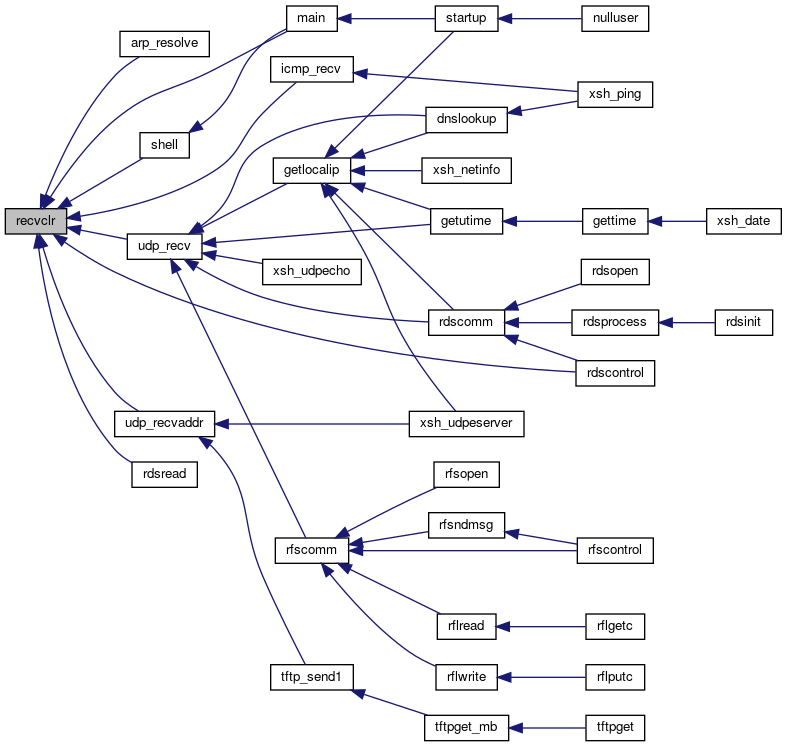 main
startup
nulluser
arp_resolve
icmp_recv
xsh_ping
dnslookup
shell
getlocalip
xsh_netinfo
recvclr
getutime
gettime
xsh_date
udp_recv
xsh_udpecho
rdsopen
rdscomm
rdsprocess
rdsinit
rdscontrol
udp_recvaddr
xsh_udpeserver
rdsread
rfsopen
rfsndmsg
rfscomm
rfscontrol
rflread
rflgetc
tftp_send1
rflwrite
rflputc
tftpget_mb
tftpget